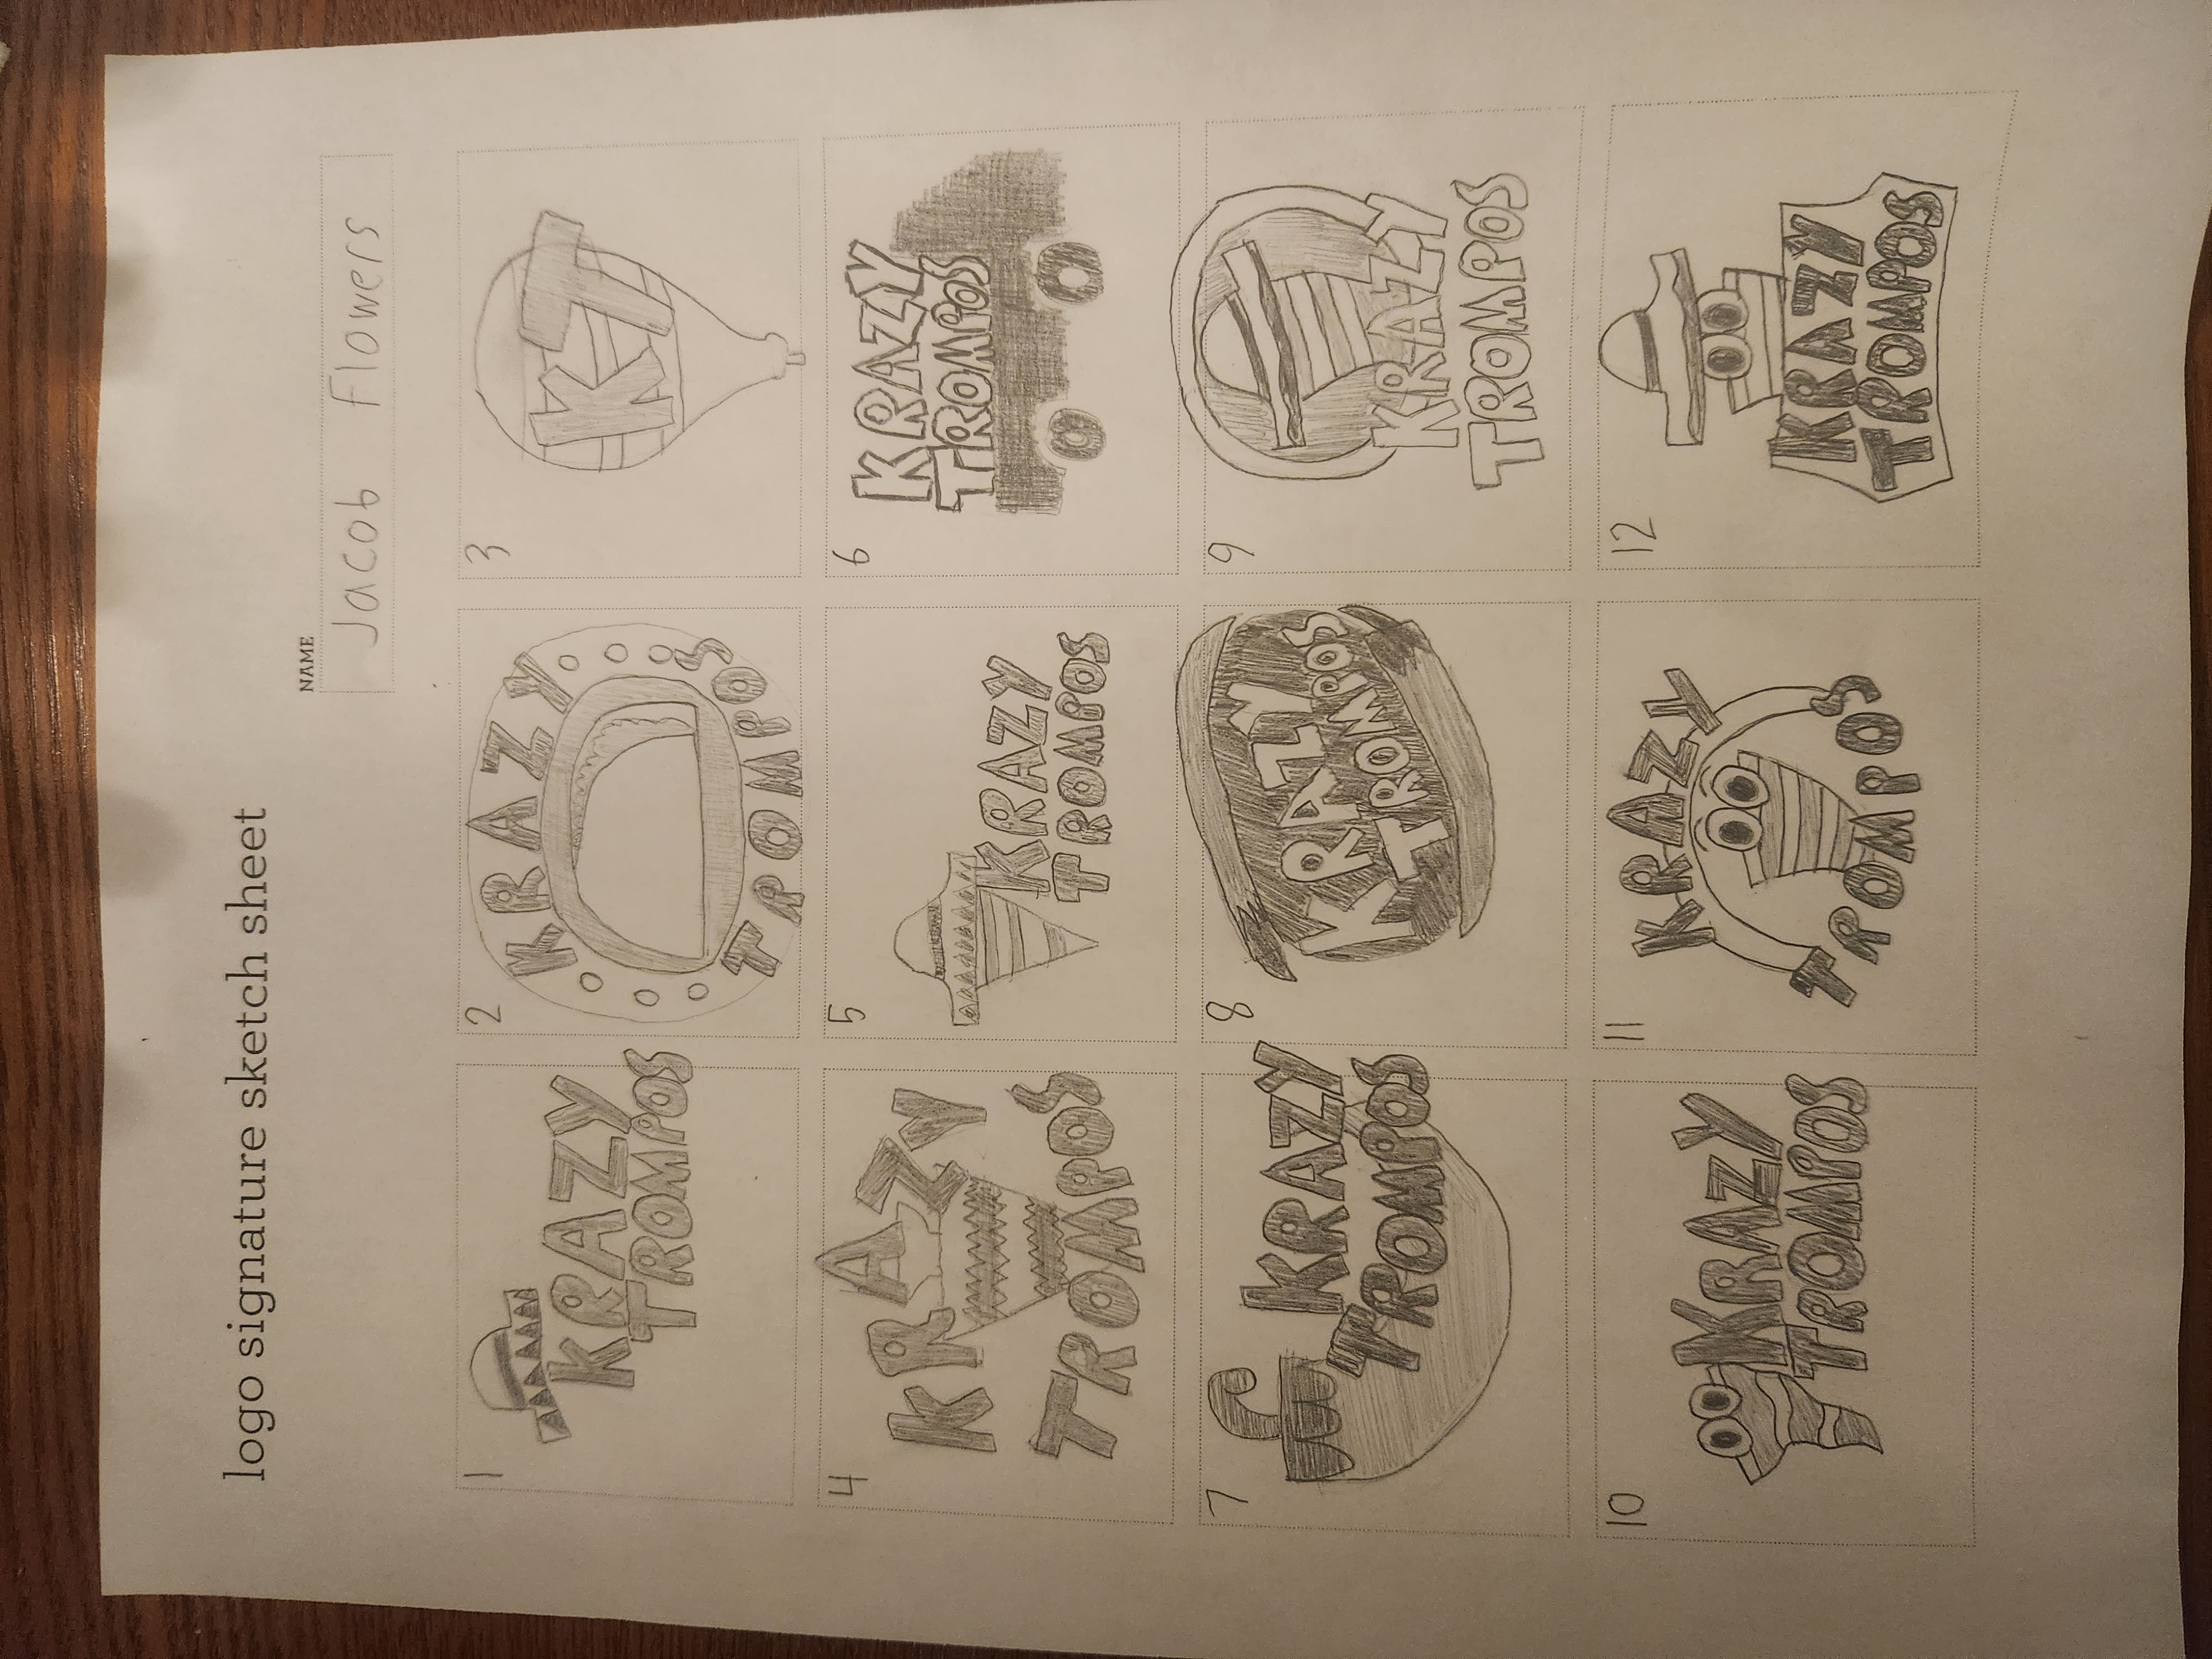 logo signature sketch sheet
NAME
Jacob Flowers
1
KRAZY
TROMPOS
2
KRAZY
TROMPOS
3
KT
4
KRAZY
TROMPOS
5
KRAZY
TROMPOS
6
KRAZY
TROMPOS
7
KRAZY
TROMPOS
8
KRAZY
TROMPOS
9
KRAZY
TROMPOS
10
KRAZY
TROMPOS
11
KRAZY
TROMPOS
12
KRAZY
TROMPOS